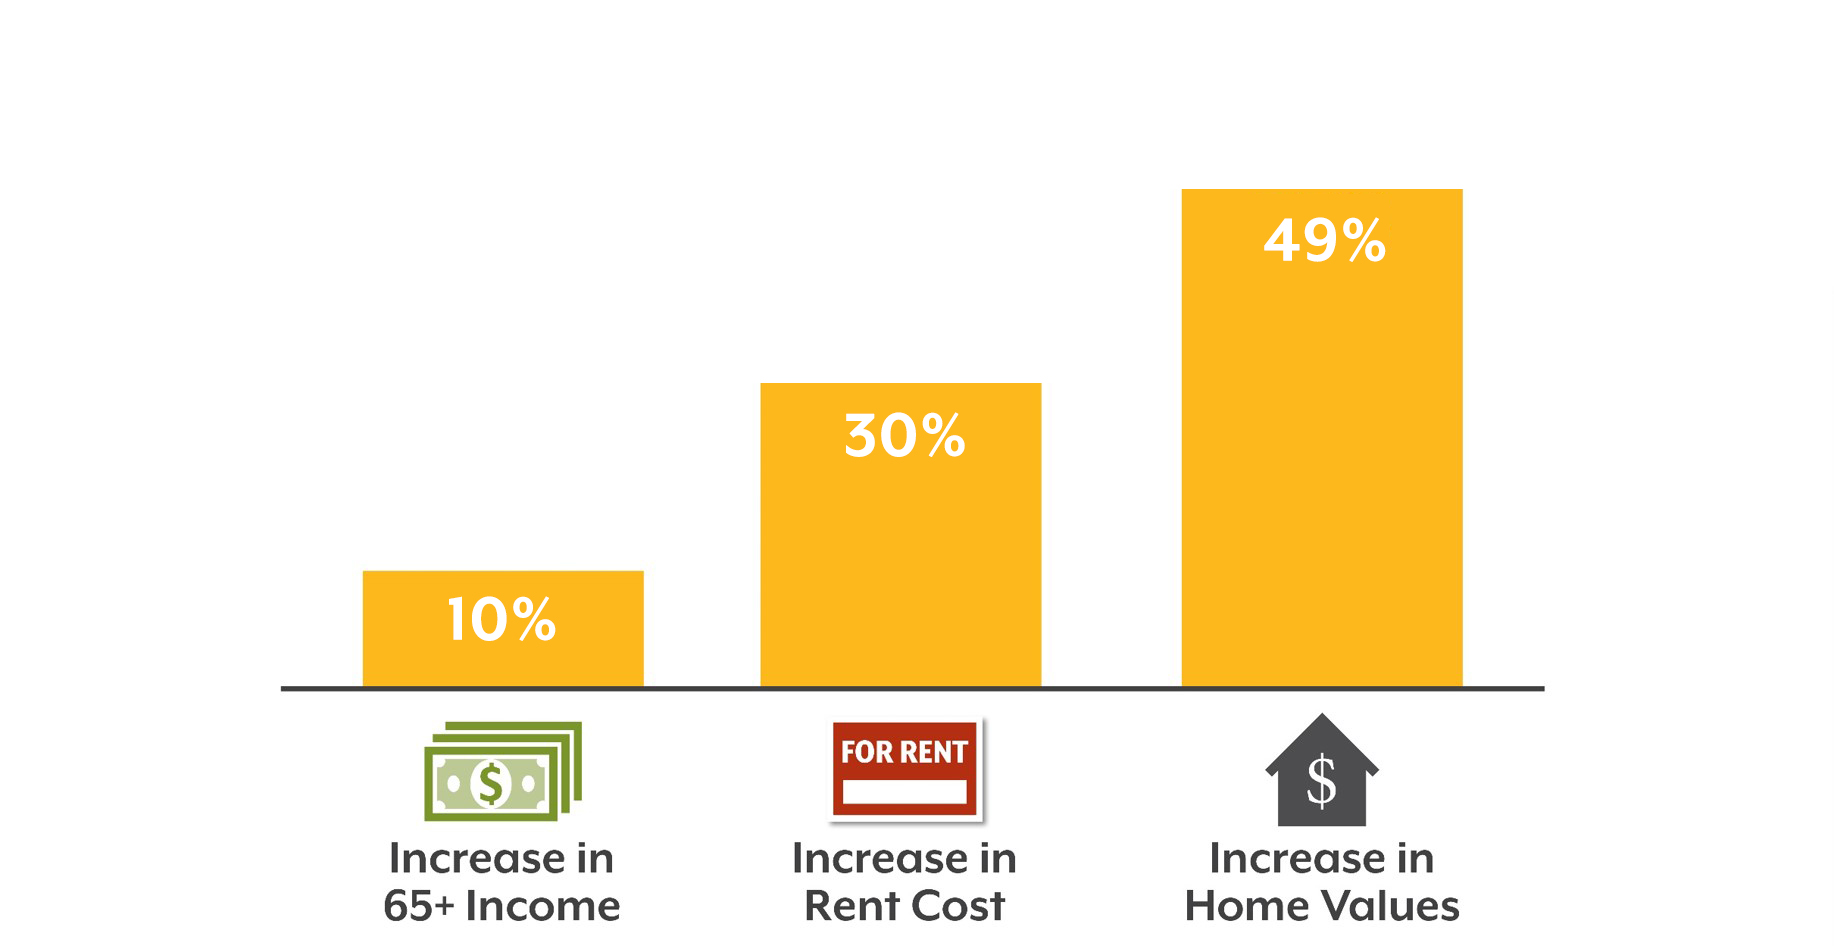 49%
30%
10%
$
FOR RENT
$
Increase in
65+ Income
Increase in
Rent Cost
Increase in
Home Values